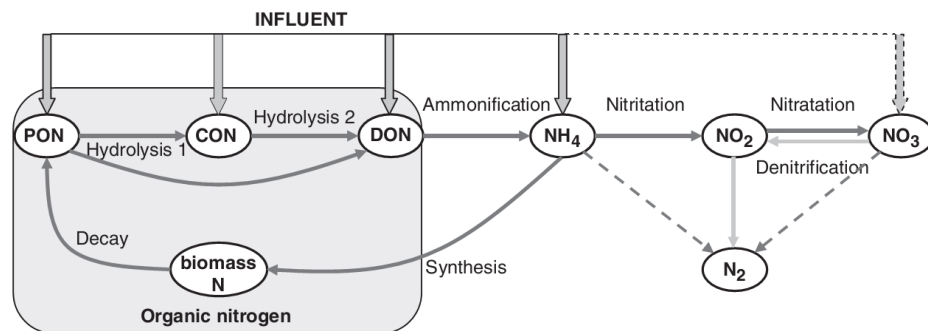 INFLUENT
Hydrolysis 2
Ammonification
Nitritation
Nitratation
PON
CON
DON
NH₄
NO₂
NO₃
Hydrolysis 1
Denitrification
Decay
biomass
N
Synthesis
N₂
Organic nitrogen